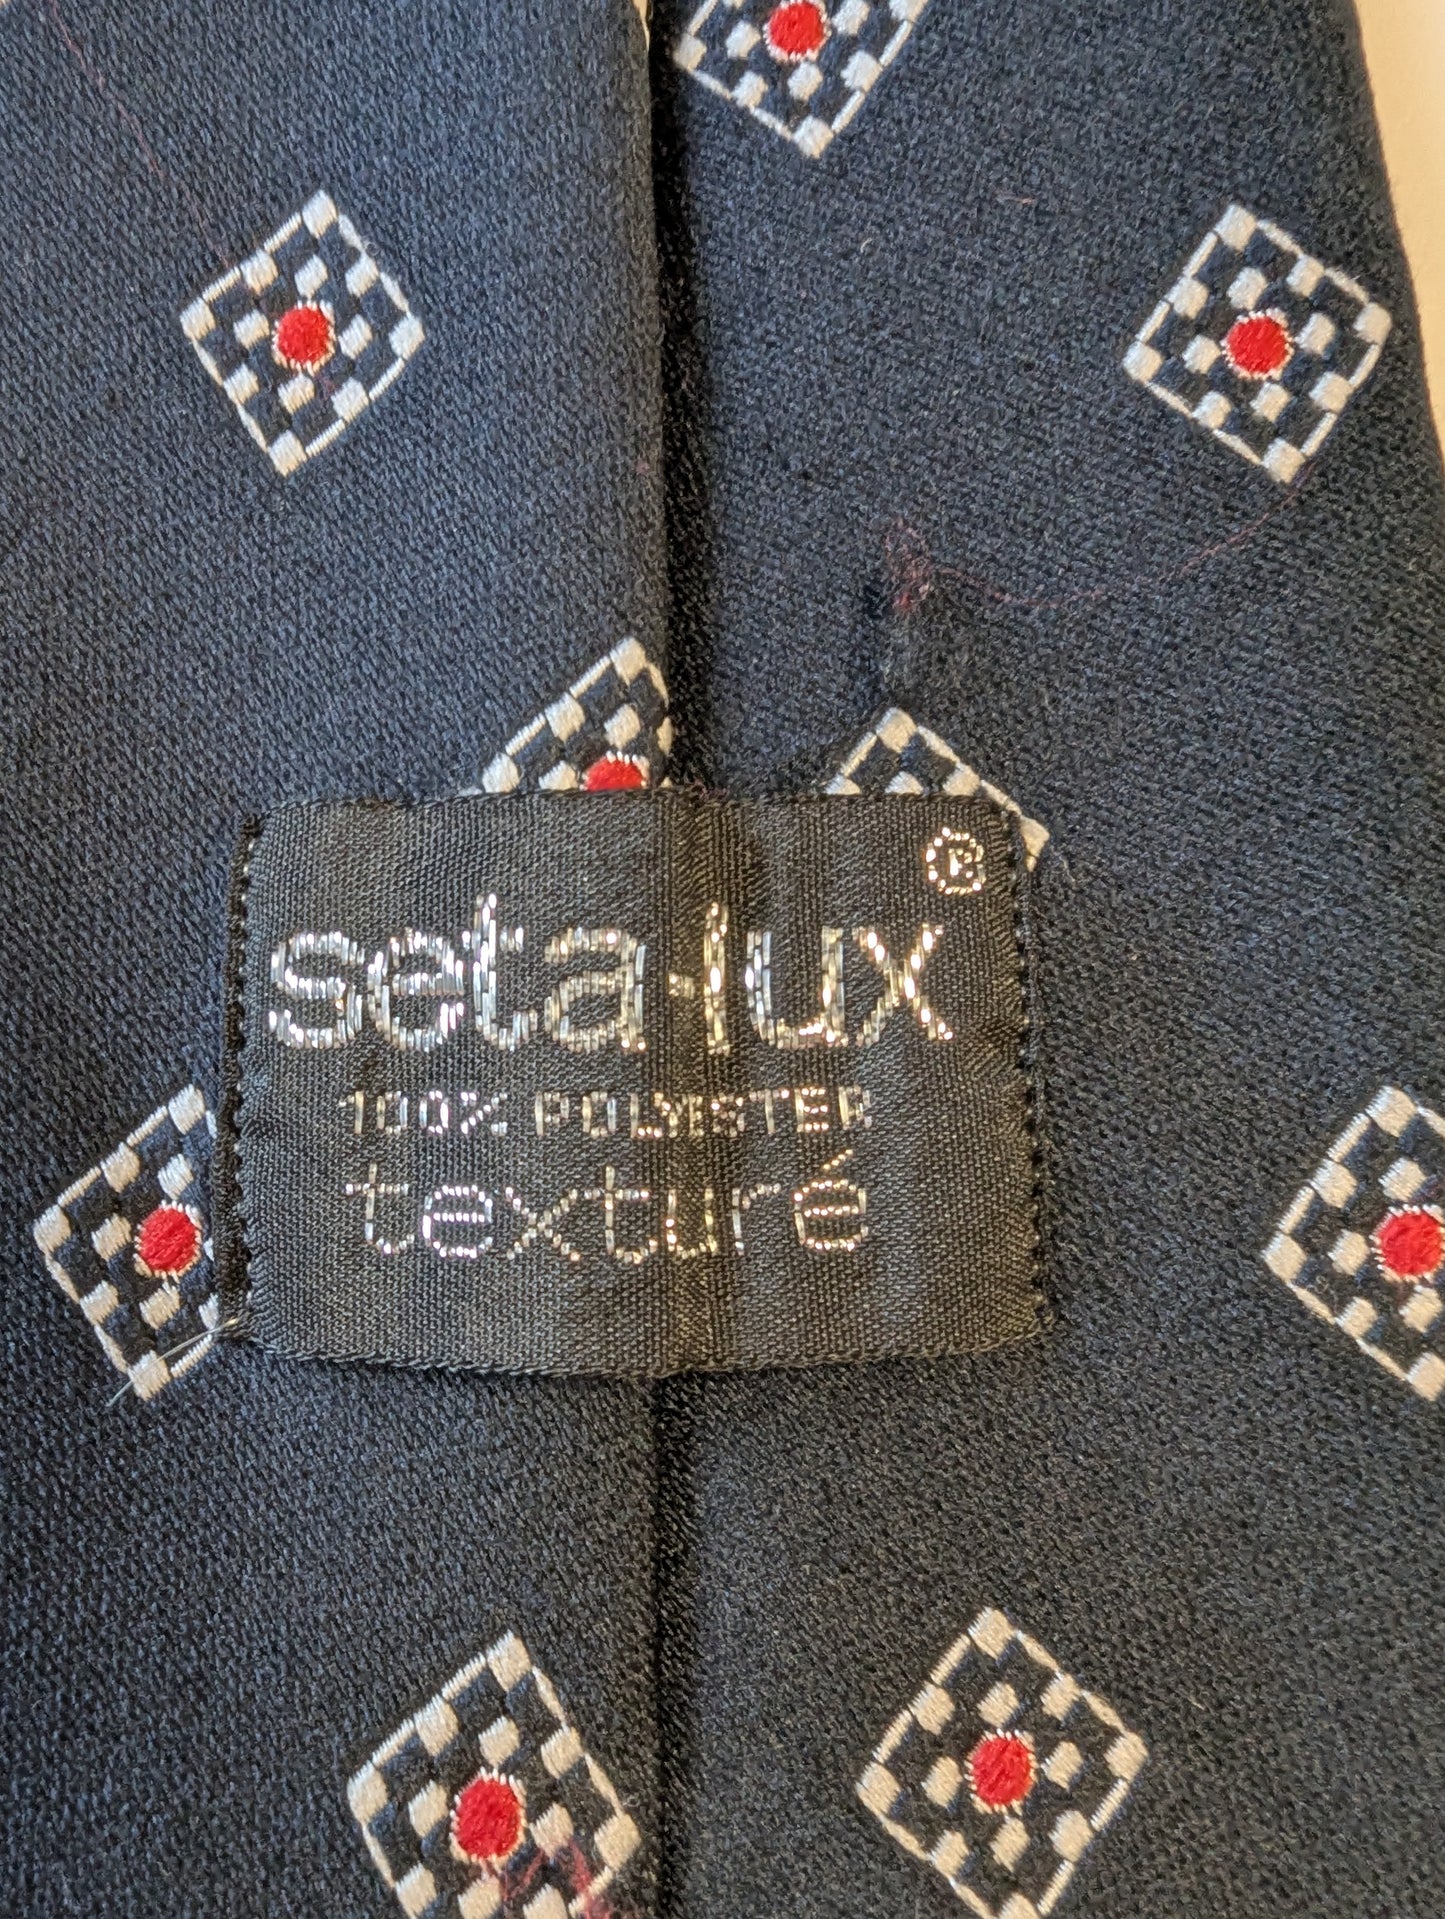 seta-lux ®
100% POLYESTER
texturé